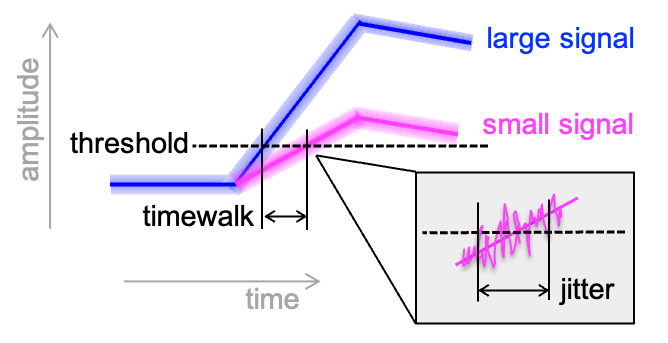 large signal
amplitude
small signal
threshold
timewalk
jitter
time